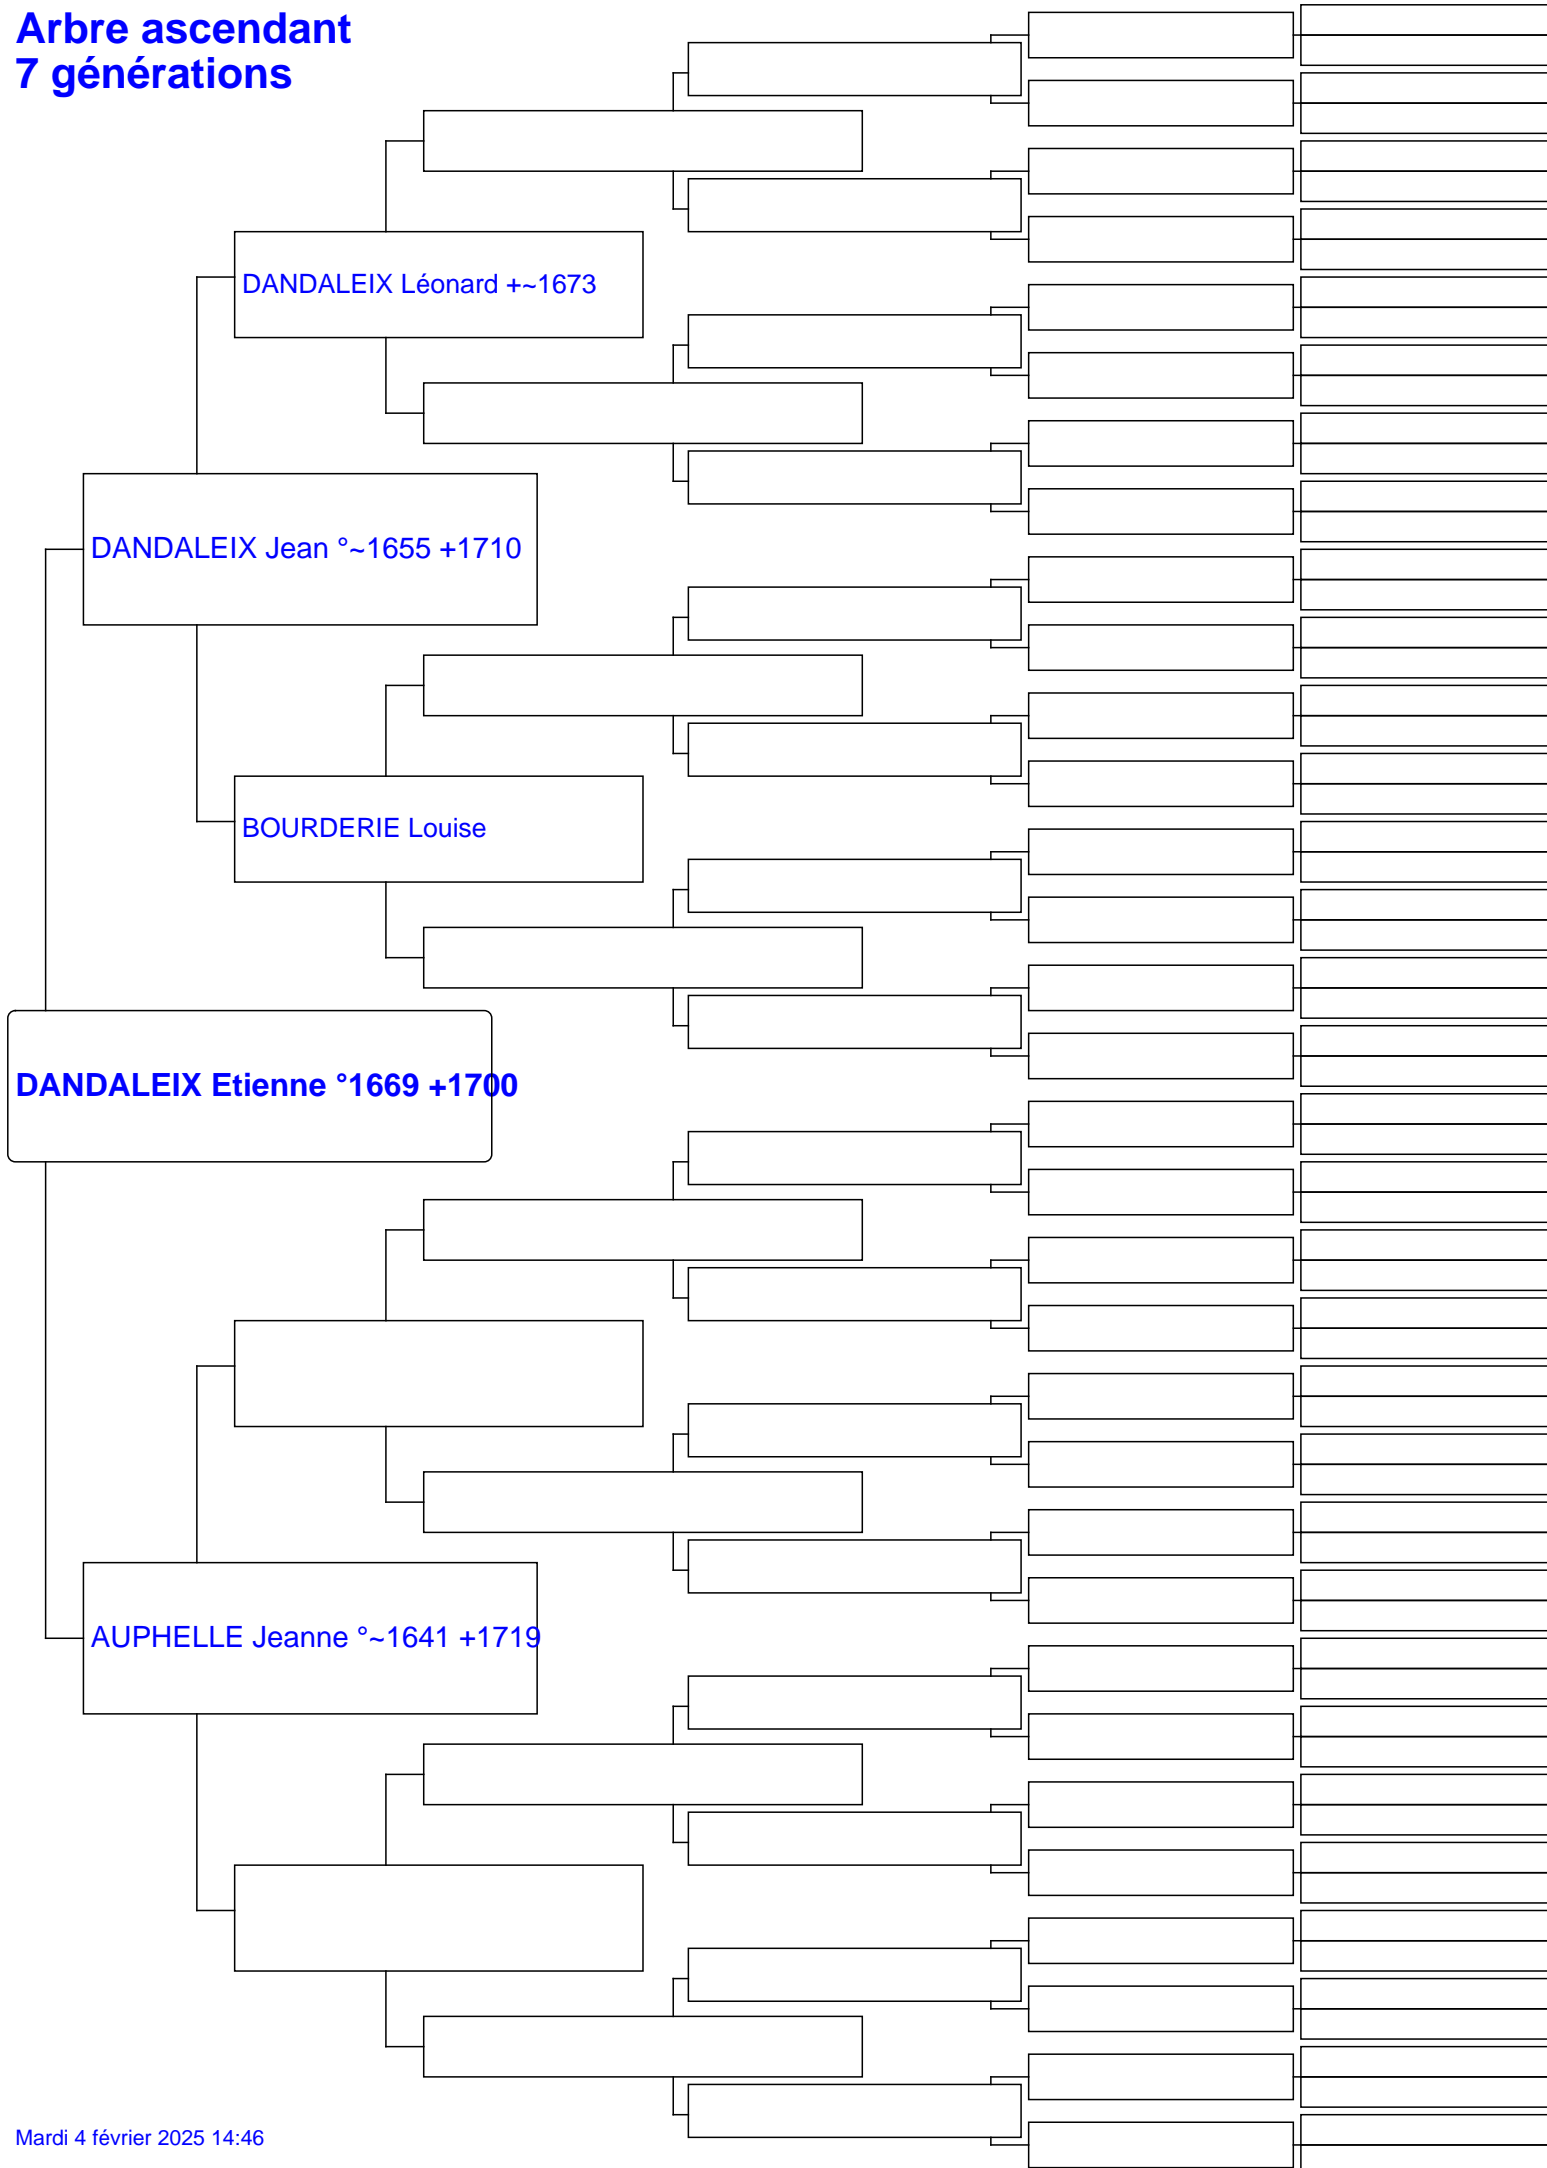 Arbre ascendant
7 générations
DANDALEIX Léonard +~1673
DANDALEIX Jean °~1655 +1710
BOURDERIE Louise
DANDALEIX Etienne °1669 +1700
AUPHELLE Jeanne °~1641 +1719
Mardi 4 février 2025 14:46